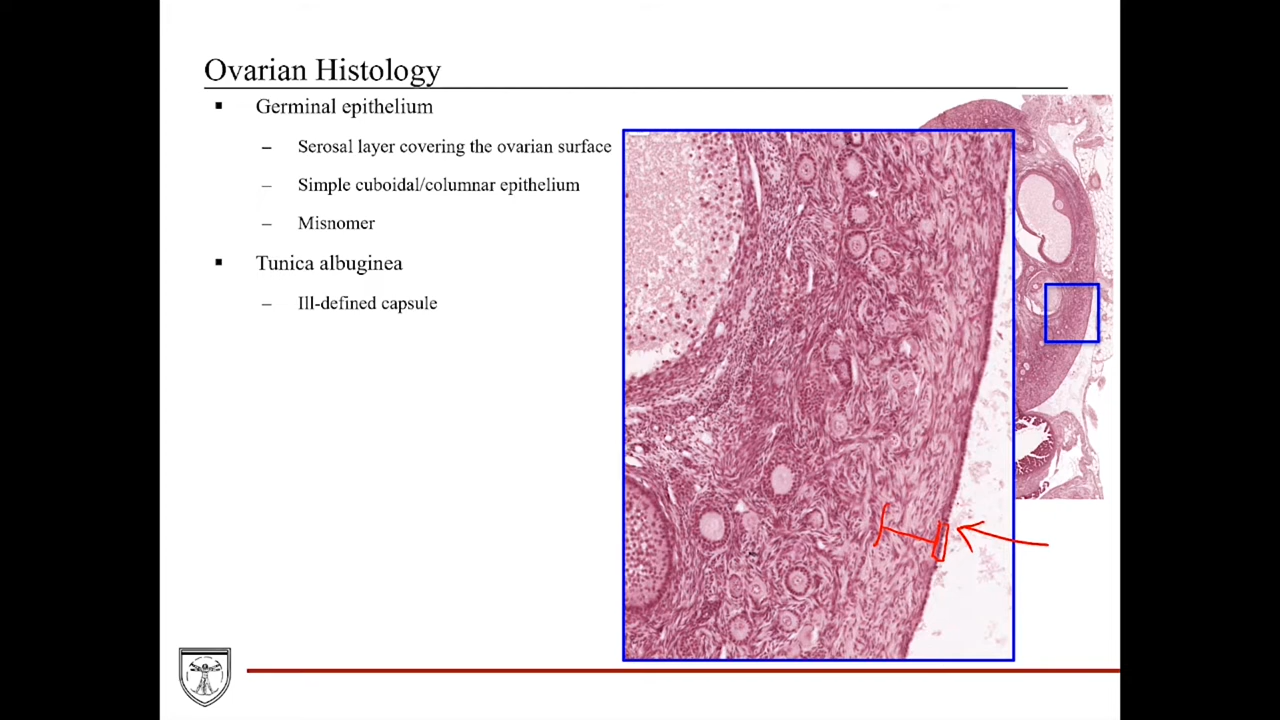 Ovarian Histology
▪ Germinal epithelium
– Serosal layer covering the ovarian surface
– Simple cuboidal/columnar epithelium
– Misnomer
▪ Tunica albuginea
– Ill-defined capsule